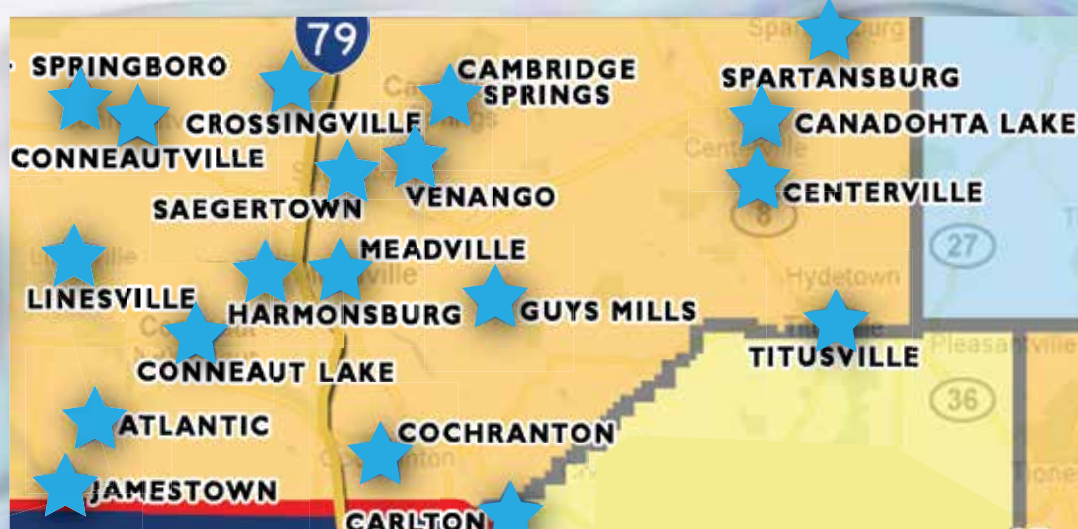 79
SPRINGBORO
CAMBRIDGE
SPRINGS
SPARTANSBURG
CROSSINGVILLE
CANADOHTA LAKE
CONNEAUTVILLE
VENANGO
CENTERVILLE
SAEGERTOWN
8
27
MEADVILLE
Hydetown
LINESVILLE
HARMONSBURG
GUYS MILLS
TITUSVILLE
Pleasantville
CONNEAUT LAKE
36
ATLANTIC
COCHRANTON
JAMESTOWN
CARLTON